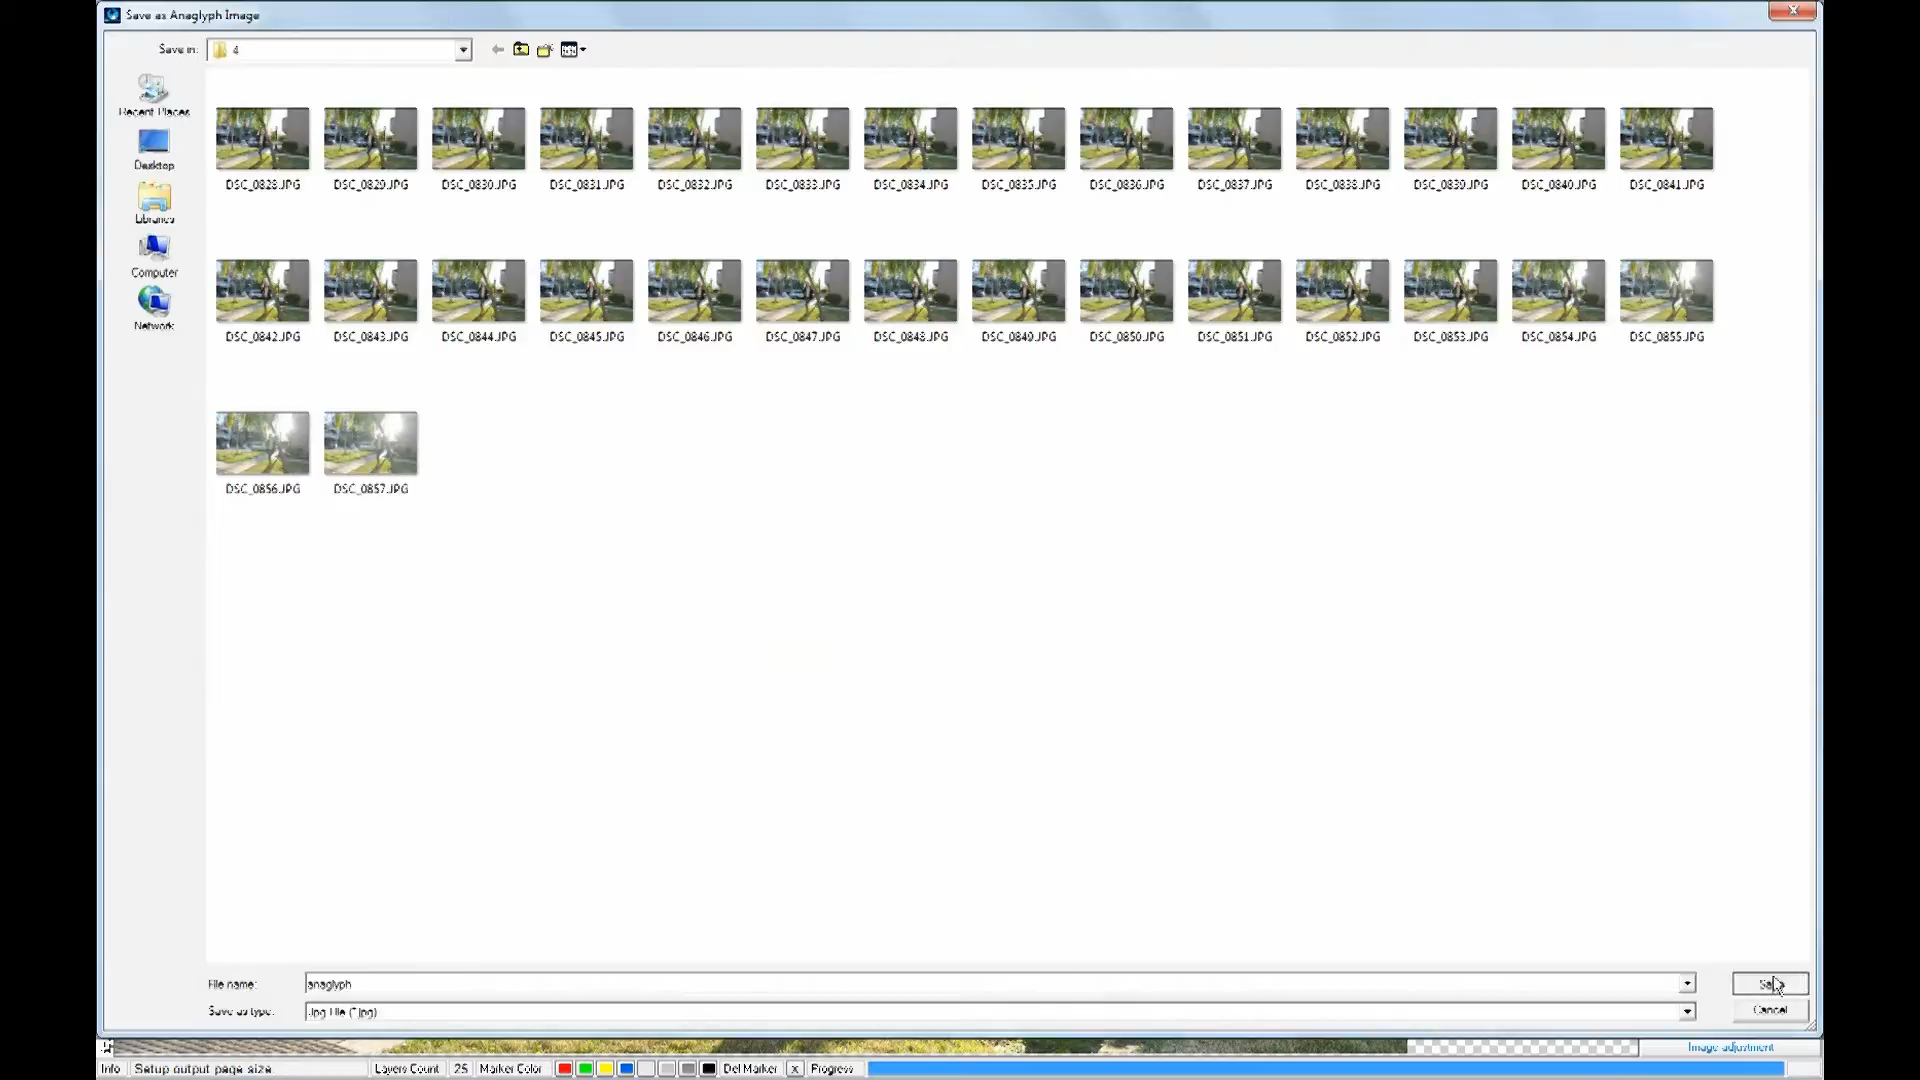 Save as Anaglyph Image
Save in: 4
Recent Places
Desktop
Libraries
Computer
Network
DSC_0828.JPG DSC_0829.JPG DSC_0830.JPG DSC_0831.JPG DSC_0832.JPG DSC_0833.JPG DSC_0834.JPG DSC_0835.JPG DSC_0836.JPG DSC_0837.JPG DSC_0838.JPG DSC_0839.JPG DSC_0840.JPG DSC_0841.JPG
DSC_0842.JPG DSC_0843.JPG DSC_0844.JPG DSC_0845.JPG DSC_0846.JPG DSC_0847.JPG DSC_0848.JPG DSC_0849.JPG DSC_0850.JPG DSC_0851.JPG DSC_0852.JPG DSC_0853.JPG DSC_0854.JPG DSC_0855.JPG
DSC_0856.JPG DSC_0857.JPG
File name: anaglyph
Save as type: Jpg File (*.jpg)
Cancel
Image adjustment
Info Setup output page size Layers Count 25 Marker Color Del Marker x Progress